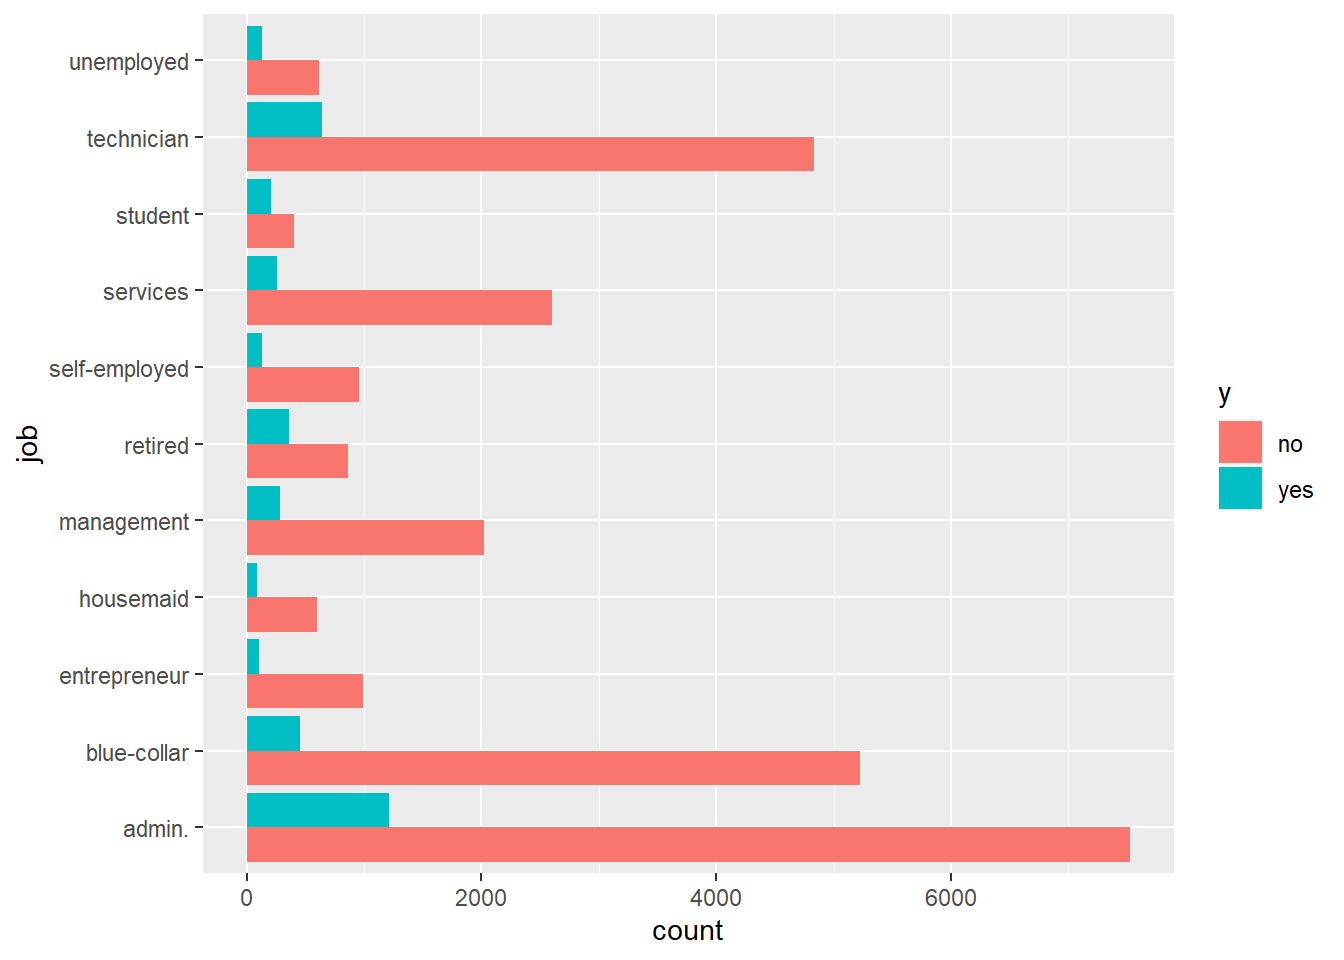 unemployed
technician
student
services
self-employed
retired
management
housemaid
entrepreneur
blue-collar
admin.
job
0 2000 4000 6000
count
y
no
yes